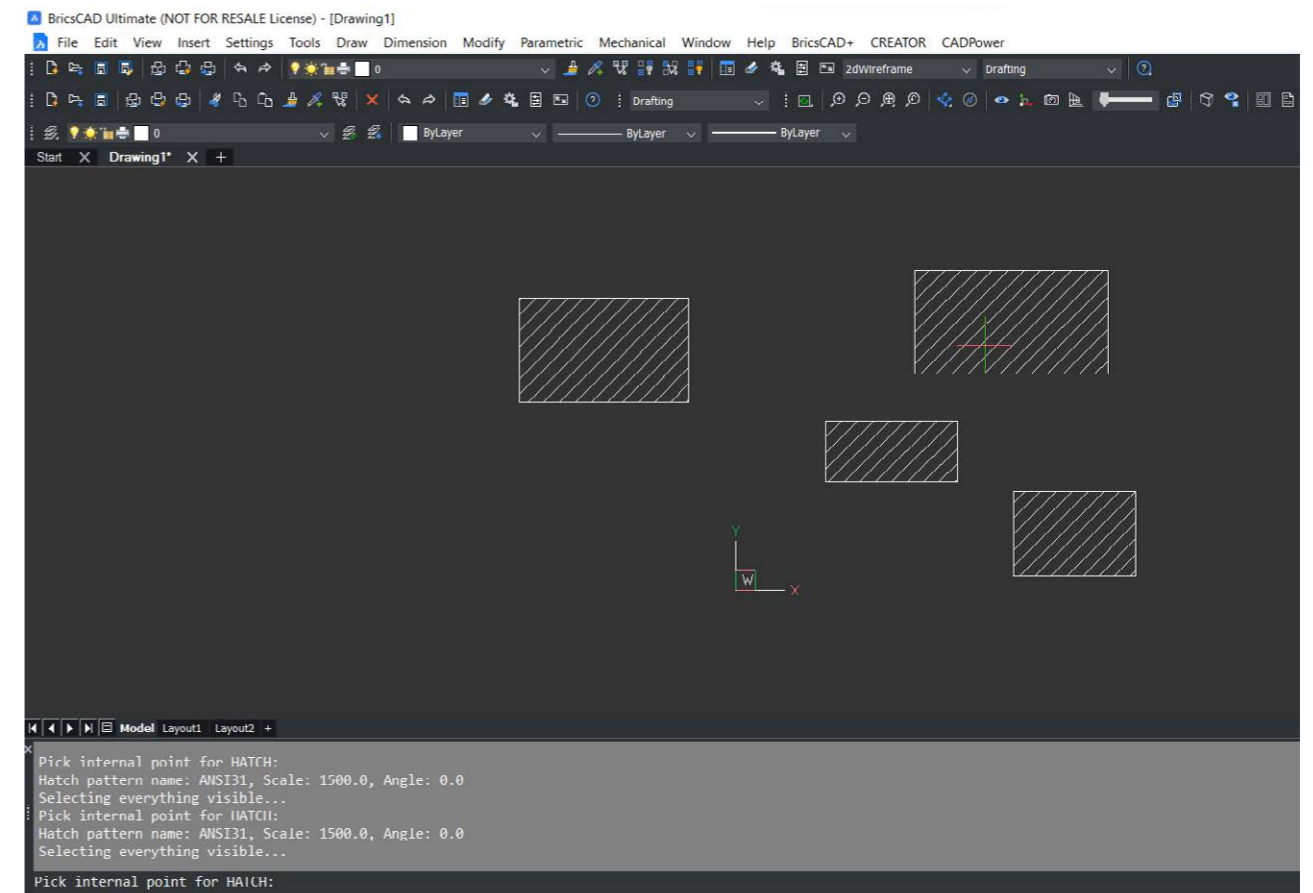 BricsCAD Ultimate (NOT FOR RESALE License) - [Drawing1]
File Edit View Insert Settings Tools Draw Dimension Modify Parametric Mechanical Window Help BricsCAD+ CREATOR CADPower
0 2dWireframe Drafting
Drafting
0 ByLayer ByLayer ByLayer
Start X Drawing1* X +
Y
W X
Model Layout1 Layout2 +
Pick internal point for HATCH:
Hatch pattern name: ANSI31, Scale: 1500.0, Angle: 0.0
Selecting everything visible...
Pick internal point for HATCH:
Hatch pattern name: ANSI31, Scale: 1500.0, Angle: 0.0
Selecting everything visible...
Pick internal point for HATCH: